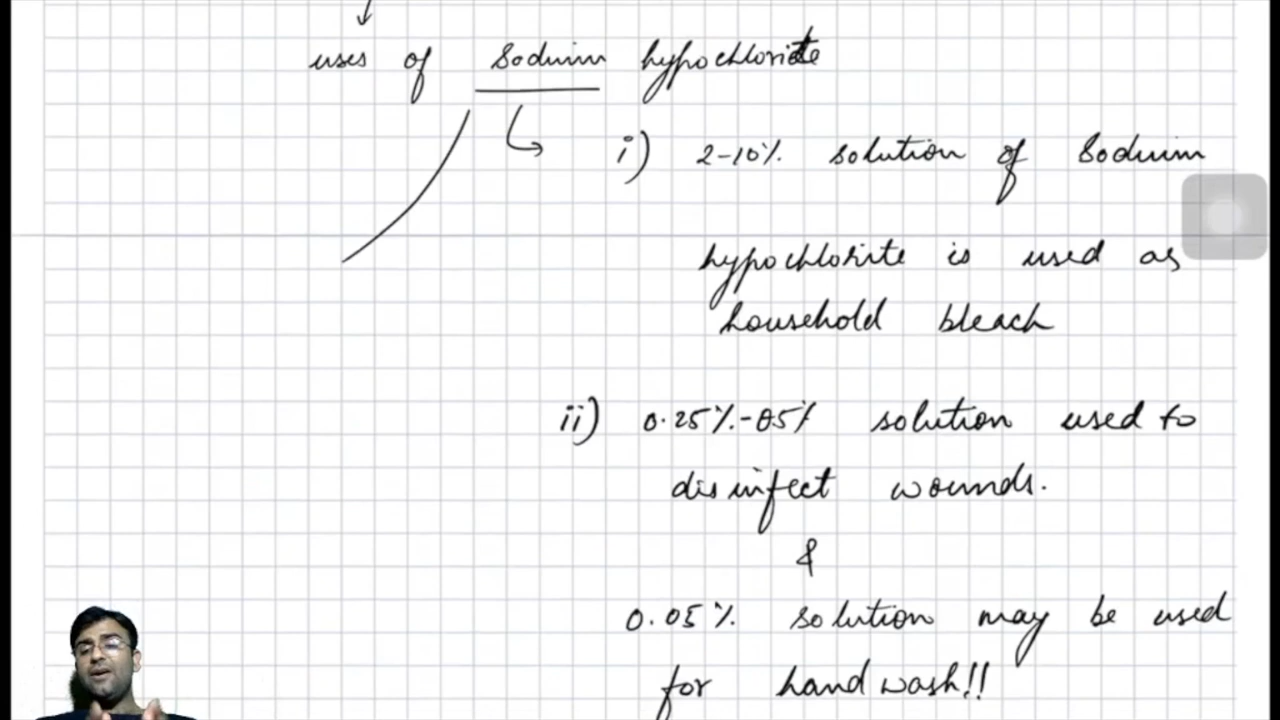 uses of Sodium hypochlorite
i) 2-10% solution of Sodium
hypochlorite is used as
household bleach
ii) 0.25%-05% solution used to
disinfect wounds.
&
0.05% solution may be used
for hand wash!!